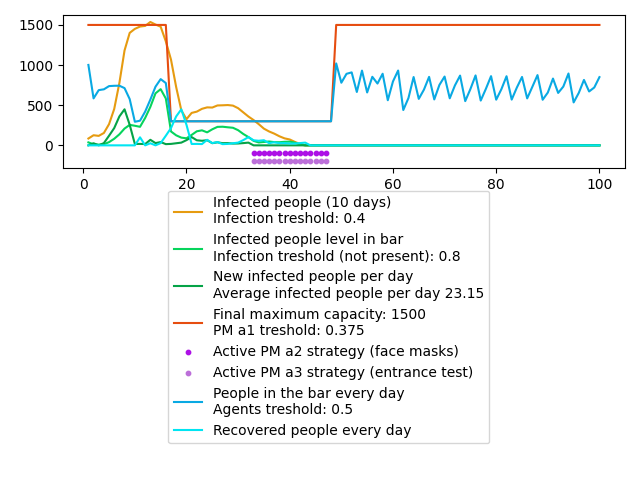 1500
1000
500
0
0 20 40 60 80 100
Infected people (10 days)
Infection treshold: 0.4
Infected people level in bar
Infection treshold (not present): 0.8
New infected people per day
Average infected people per day 23.15
Final maximum capacity: 1500
PM a1 treshold: 0.375
Active PM a2 strategy (face masks)
Active PM a3 strategy (entrance test)
People in the bar every day
Agents treshold: 0.5
Recovered people every day